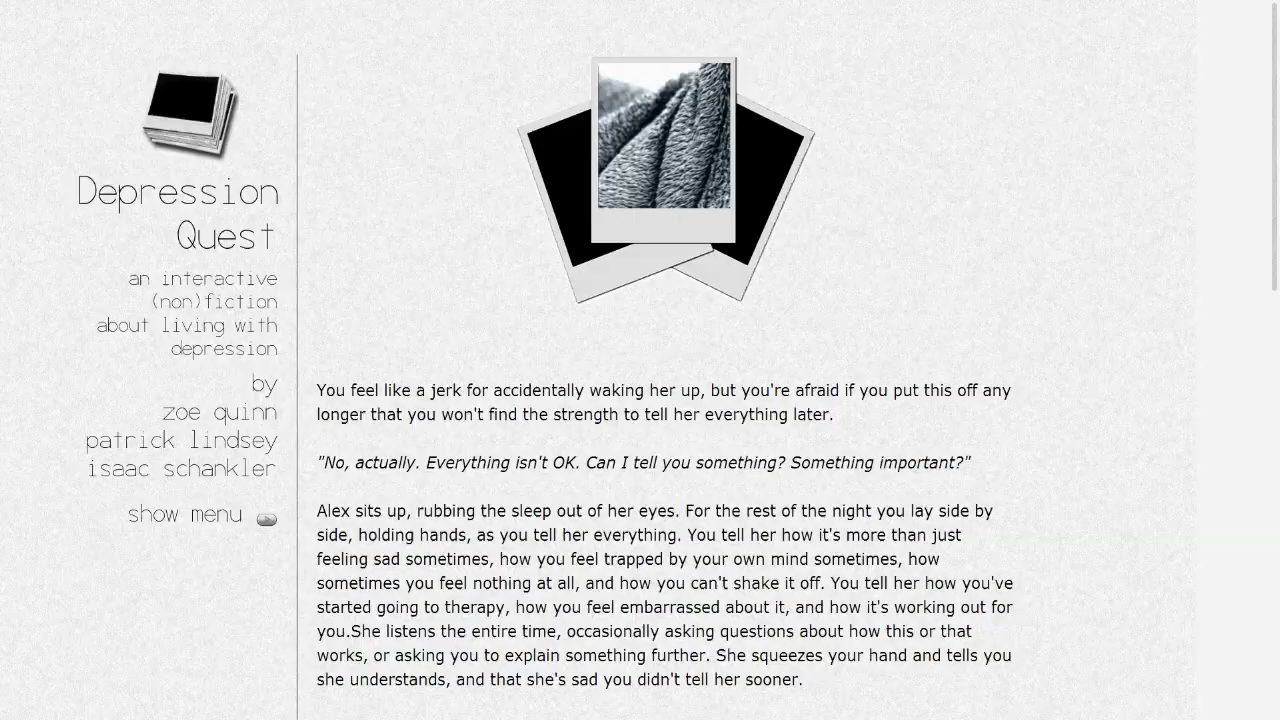 Depression
Quest
an interactive
(non)fiction
about living with
depression
by
zoe quinn
patrick lindsey
isaac schankler
show menu
You feel like a jerk for accidentally waking her up, but you're afraid if you put this off any
longer that you won't find the strength to tell her everything later.
"No, actually. Everything isn't OK. Can I tell you something? Something important?"
Alex sits up, rubbing the sleep out of her eyes. For the rest of the night you lay side by
side, holding hands, as you tell her everything. You tell her how it's more than just
feeling sad sometimes, how you feel trapped by your own mind sometimes, how
sometimes you feel nothing at all, and how you can't shake it off. You tell her how you've
started going to therapy, how you feel embarrassed about it, and how it's working out for
you.She listens the entire time, occasionally asking questions about how this or that
works, or asking you to explain something further. She squeezes your hand and tells you
she understands, and that she's sad you didn't tell her sooner.